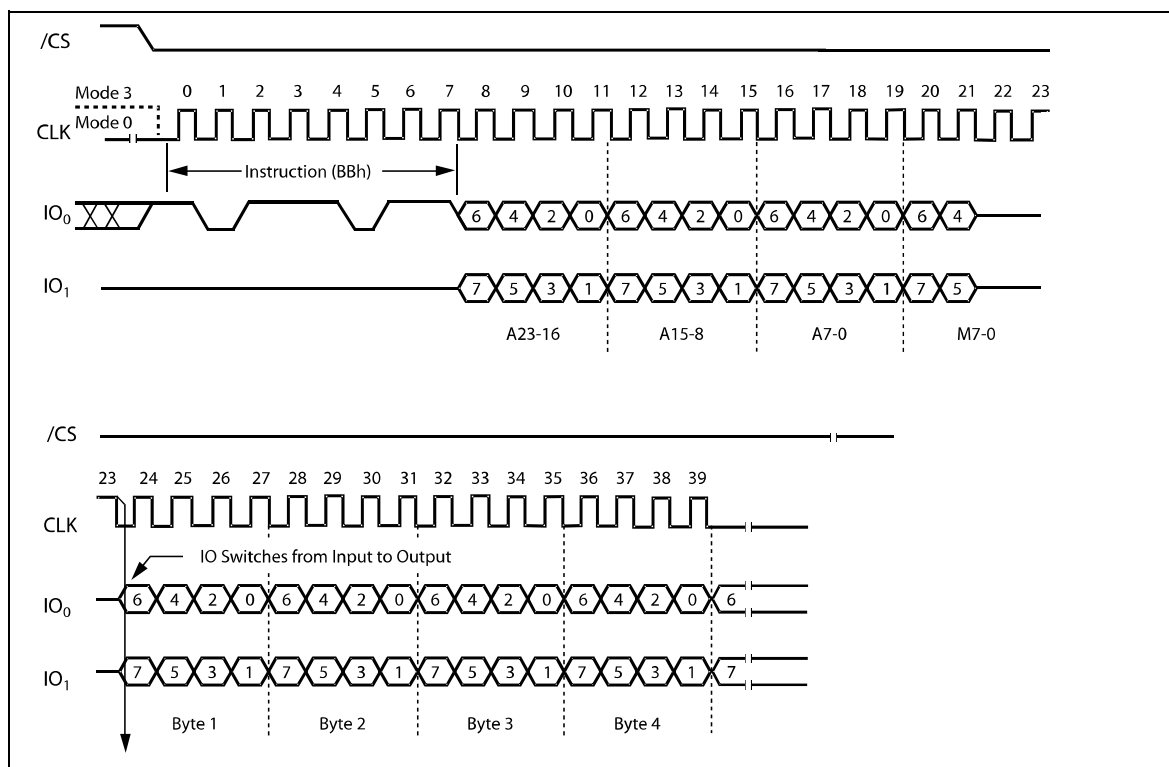 /CS
Mode 3
0 1 2 3 4 5 6 7 8 9 10 11 12 13 14 15 16 17 18 19 20 21 22 23
Mode 0
CLK
Instruction (BBh)
IO0
6 4 2 0 6 4 2 0 6 4 2 0 6 4
IO1
7 5 3 1 7 5 3 1 7 5 3 1 7 5
A23-16 A15-8 A7-0 M7-0
/CS
23 24 25 26 27 28 29 30 31 32 33 34 35 36 37 38 39
CLK
IO Switches from Input to Output
IO0
6 4 2 0 6 4 2 0 6 4 2 0 6 4 2 0 6
IO1
7 5 3 1 7 5 3 1 7 5 3 1 7 5 3 1 7
Byte 1 Byte 2 Byte 3 Byte 4